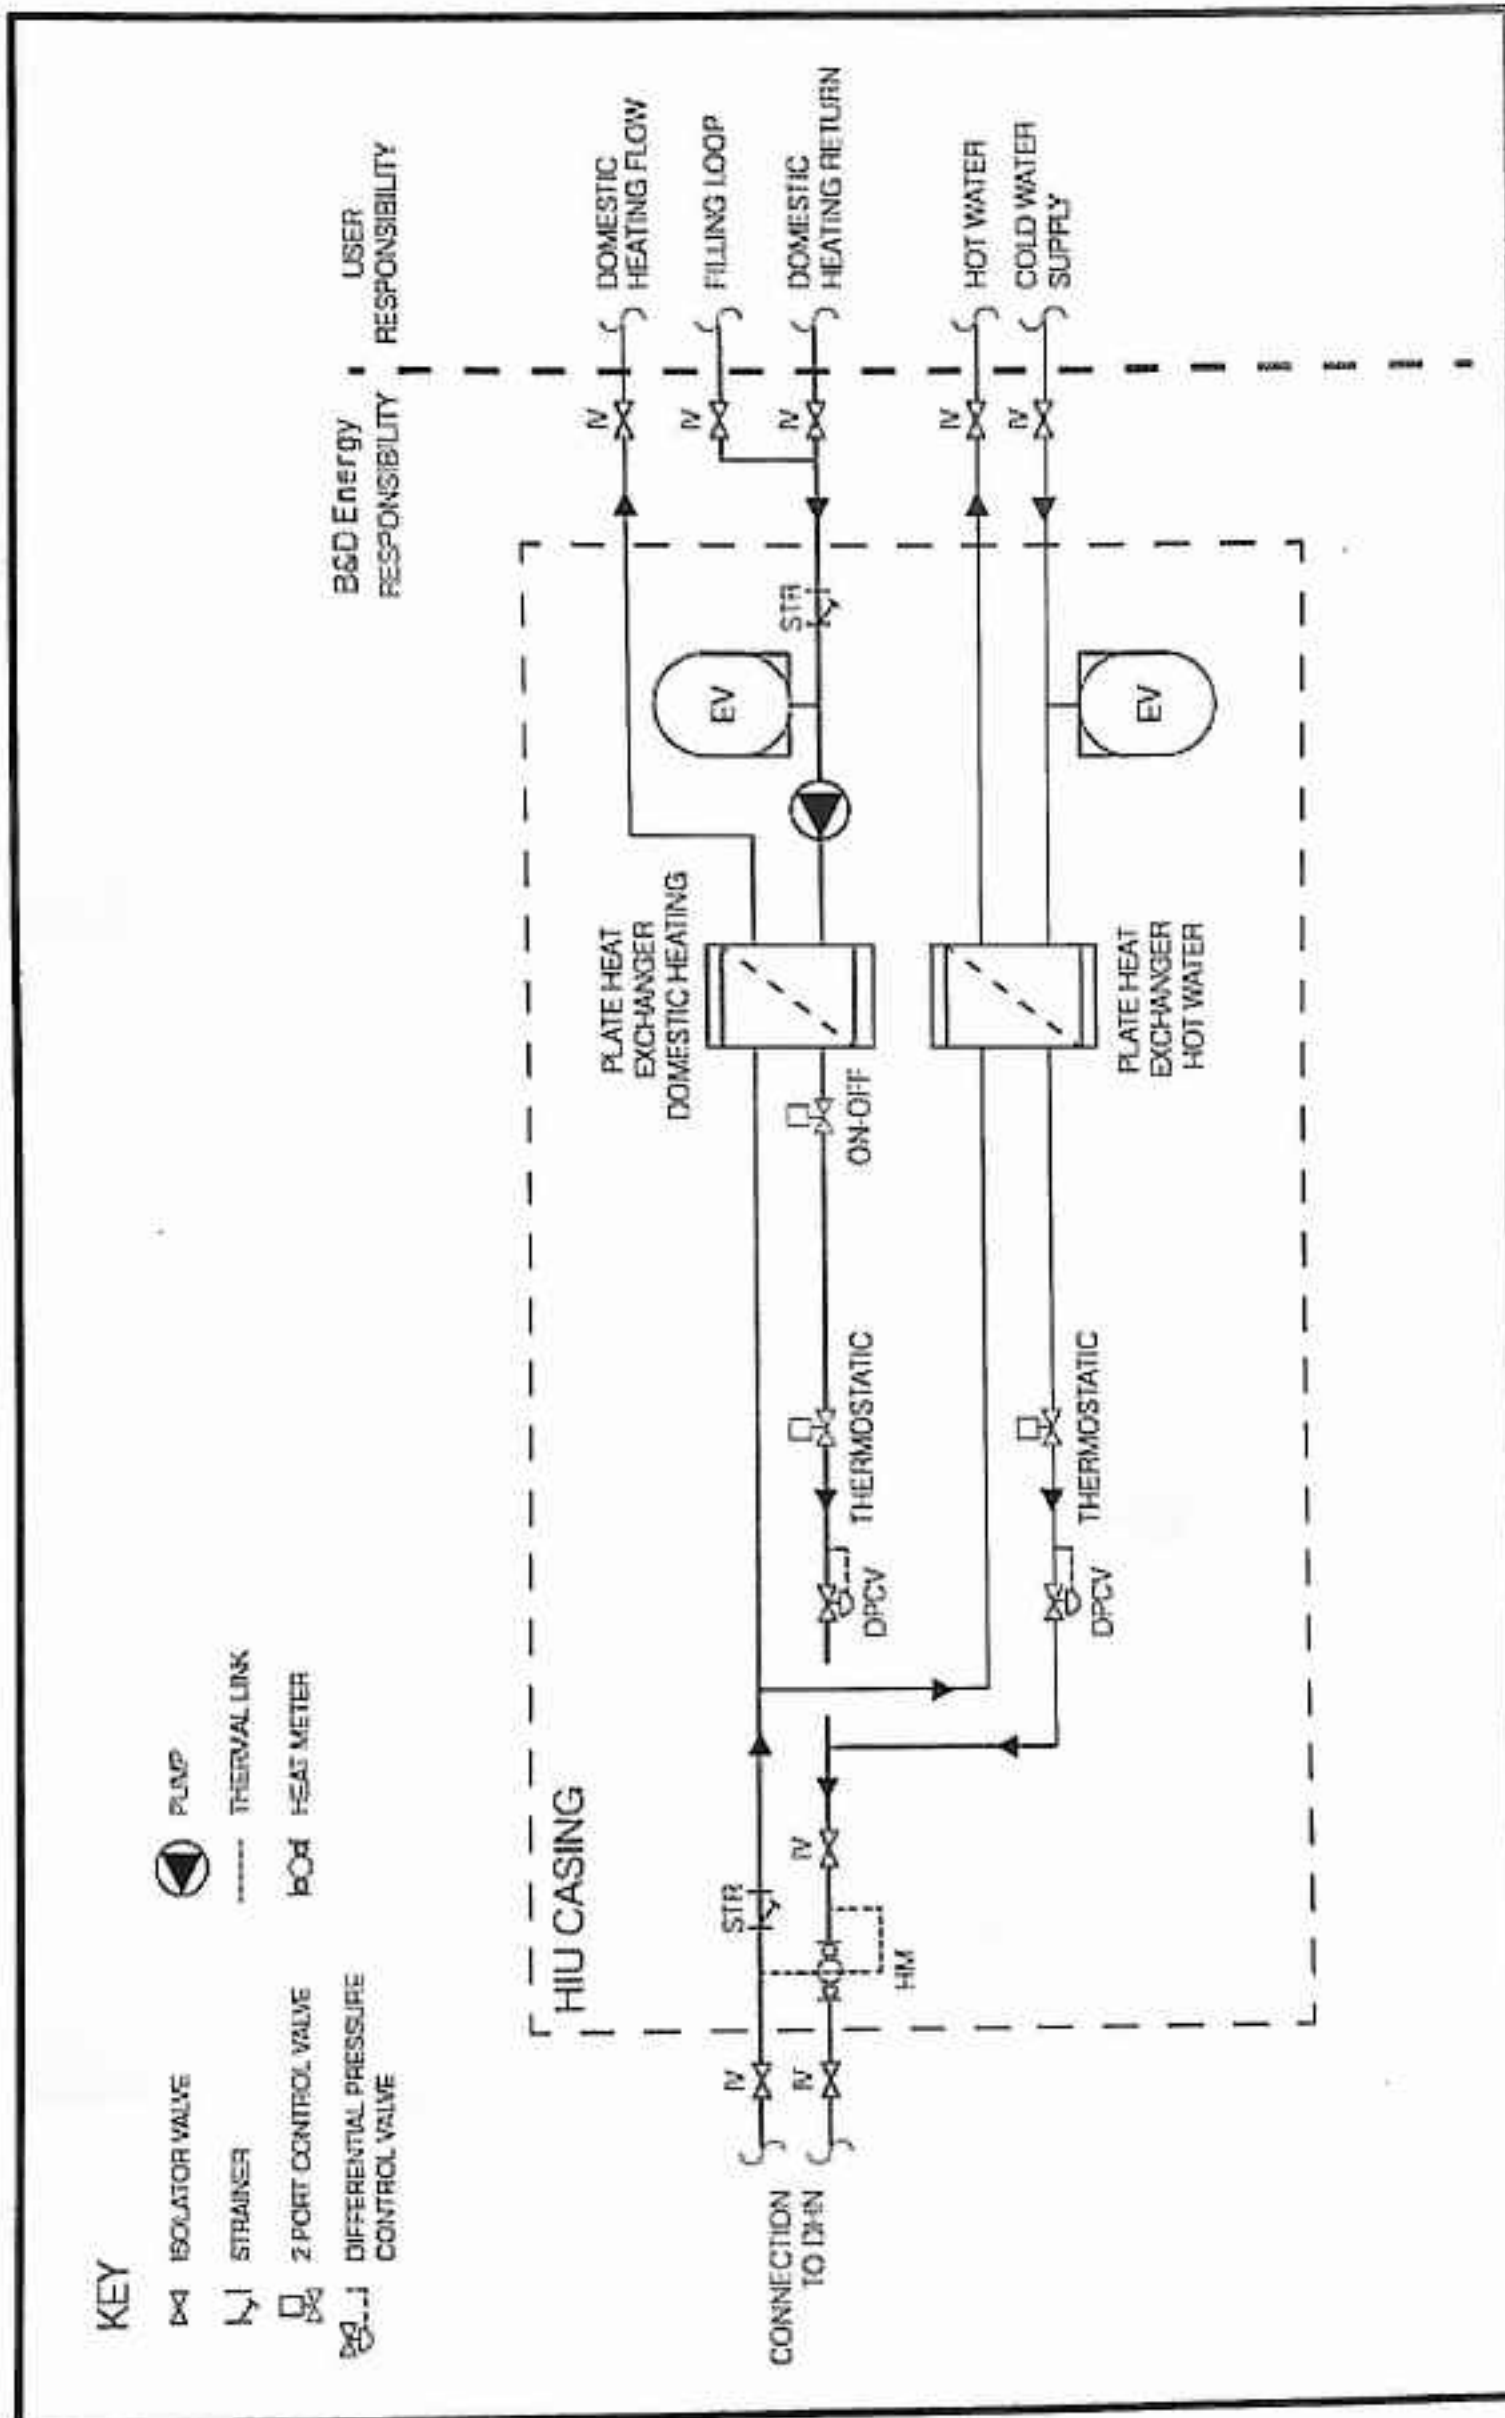 B&D Energy
RESPONSIBILITY
USER
RESPONSIBILITY
DOMESTIC
HEATING FLOW
FILLING LOOP
DOMESTIC
HEATING RETURN
HOT WATER
COLD WATER
SUPPLY
IV
IV
IV
IV
IV
STR
EV
EV
PLATE HEAT
EXCHANGER
DOMESTIC HEATING
PLATE HEAT
EXCHANGER
HOT WATER
ON-OFF
THERMOSTATIC
THERMOSTATIC
DPCV
DPCV
HIU CASING
STR
IV
HM
IV
IV
CONNECTION
TO DHN
KEY
ISOLATOR VALVE
STRAINER
2 PORT CONTROL VALVE
DIFFERENTIAL PRESSURE
CONTROL VALVE
PUMP
THERMAL LINK
HEAT METER